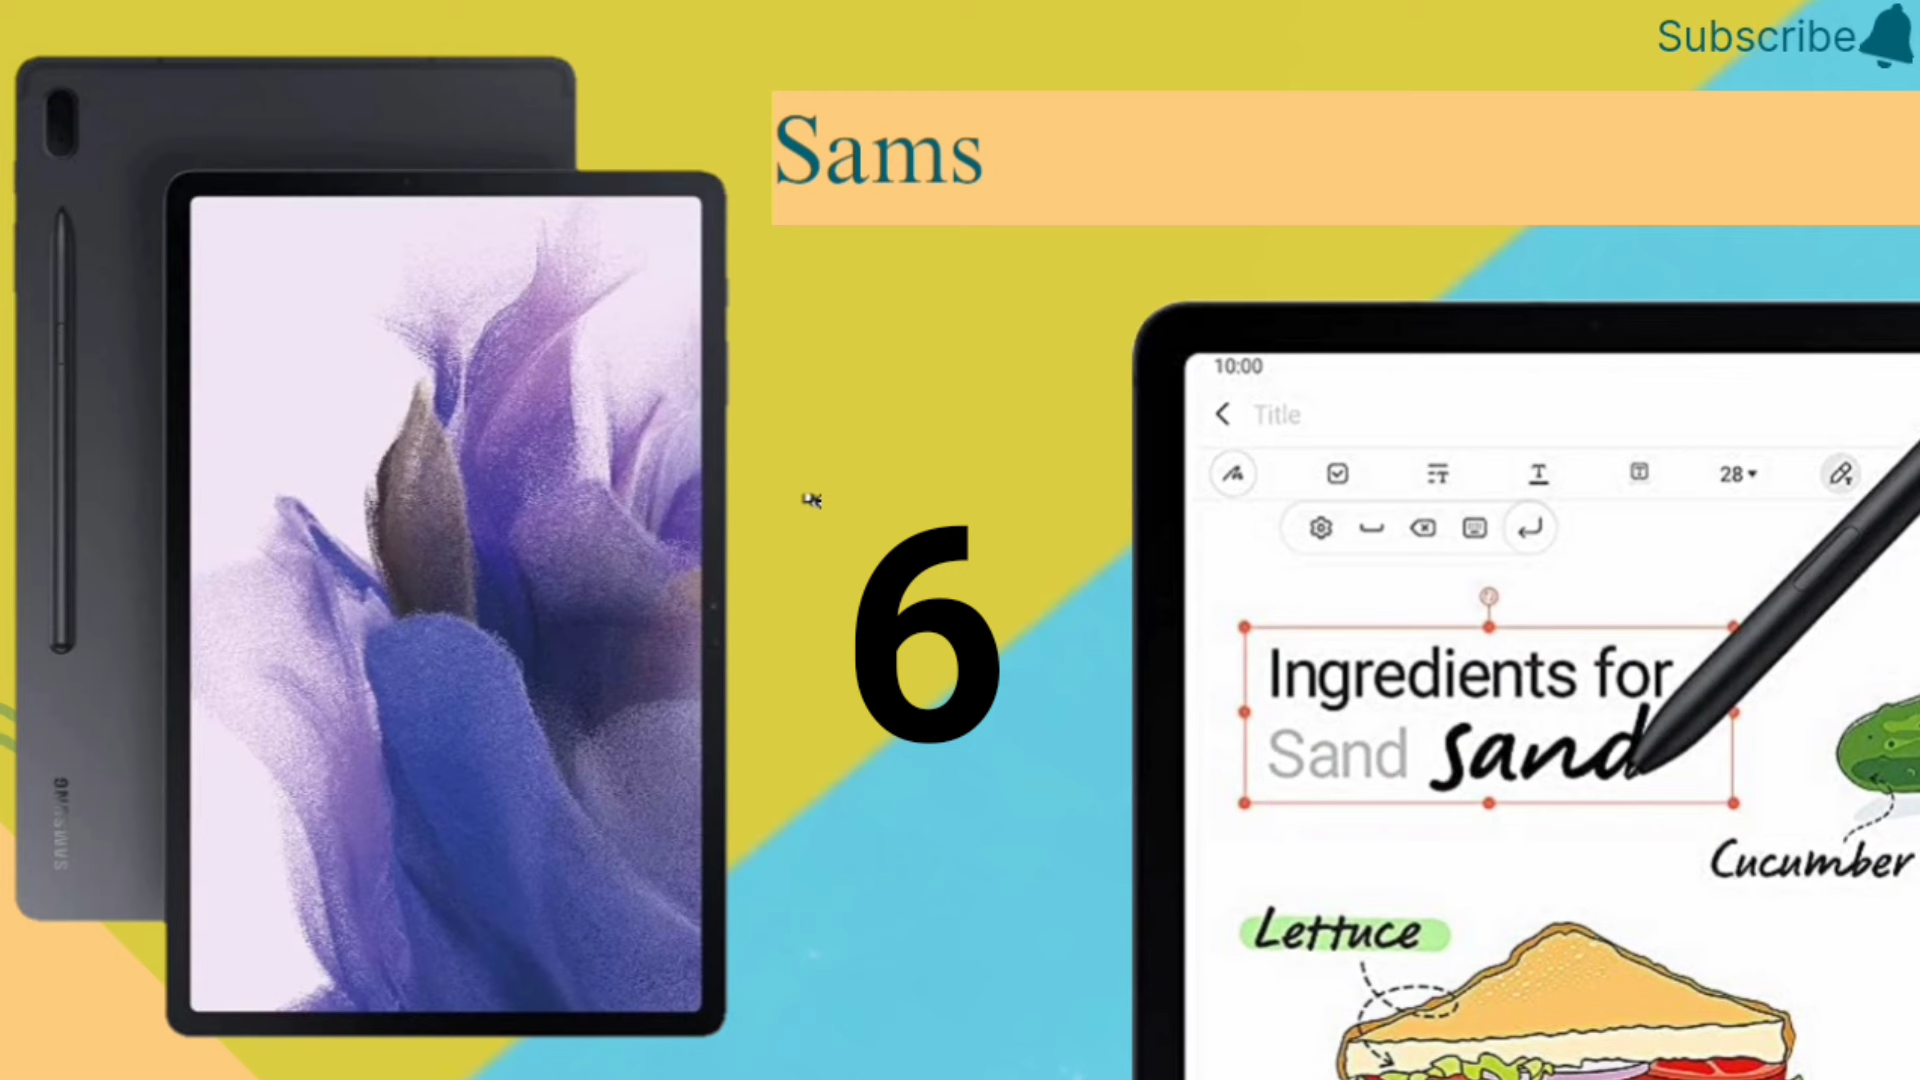 Subscribe
Sams
SAMSUNG
6
10:00
Title
28
Ingredients for
Sand sand
Cucumber
Lettuce